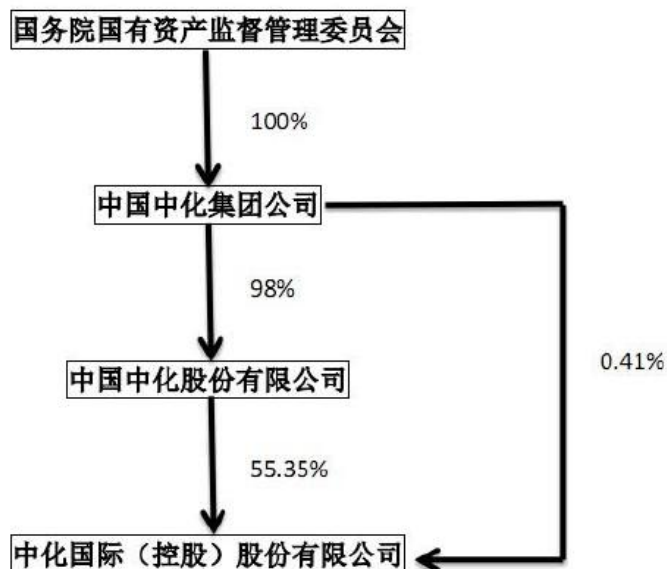 国务院国有资产监督管理委员会
100%
中国中化集团公司
98%
0.41%
中国中化股份有限公司
55.35%
中化国际（控股）股份有限公司